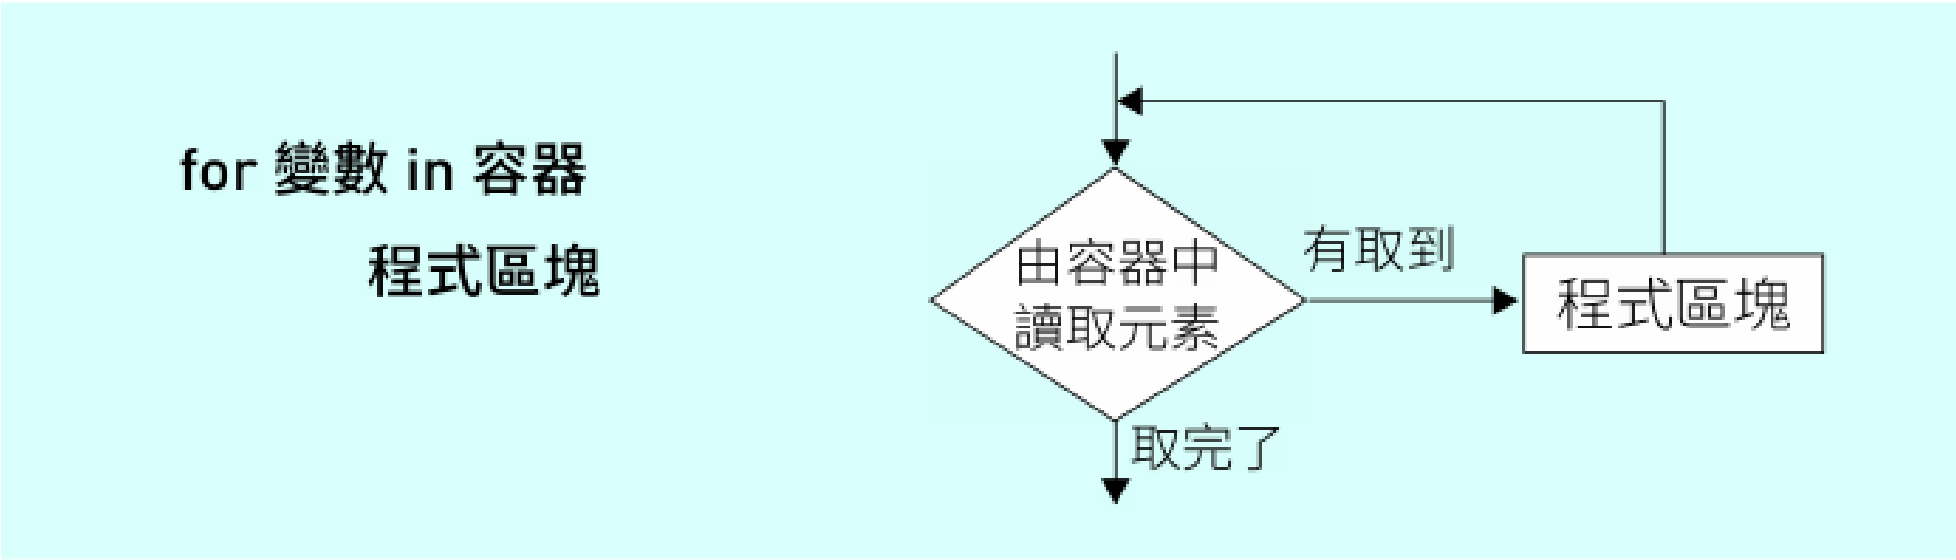 for 變數 in 容器
程式區塊
由容器中
讀取元素
有取到
程式區塊
取完了